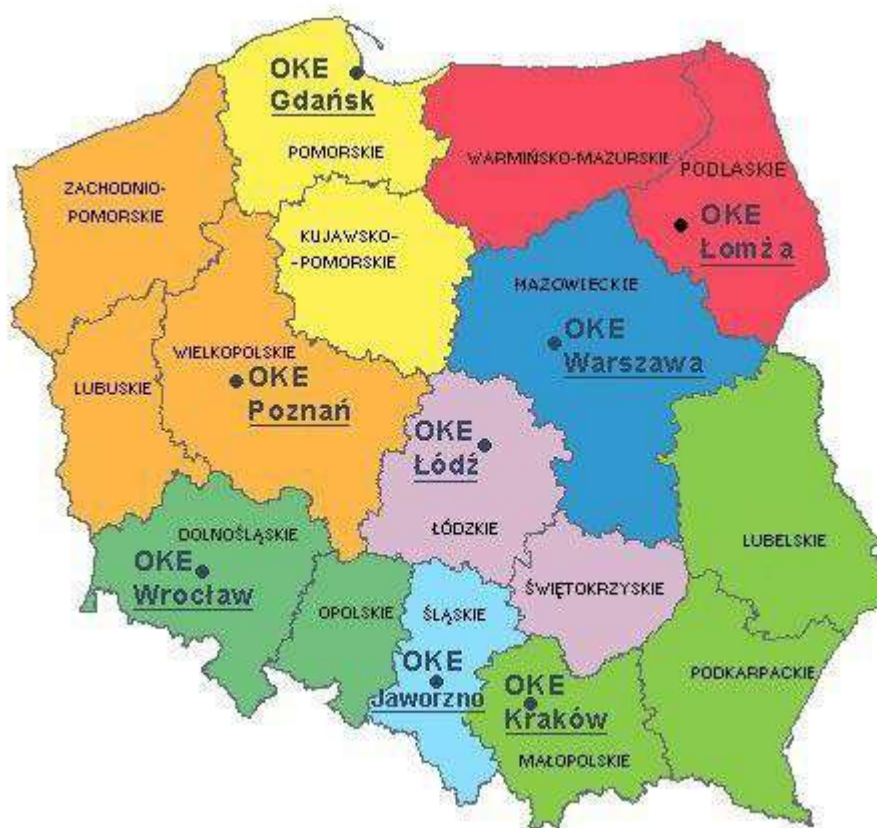 OKE
Gdańsk
POMORSKIE
WARMIŃSKO-MAZURSKIE
PODLASKIE
OKE
Łomża
ZACHODNIO-
POMORSKIE
KUJAWSKO-
-POMORSKIE
MAZOWIECKIE
OKE
Warszawa
WIELKOPOLSKIE
OKE
Poznań
LUBUSKIE
OKE
Łódź
ŁÓDZKIE
DOLNOŚLĄSKIE
OKE
Wrocław
LUBELSKIE
OPOLSKIE
ŚLĄSKIE
ŚWIĘTOKRZYSKIE
OKE
Jaworzno
OKE
Kraków
MAŁOPOLSKIE
PODKARPACKIE